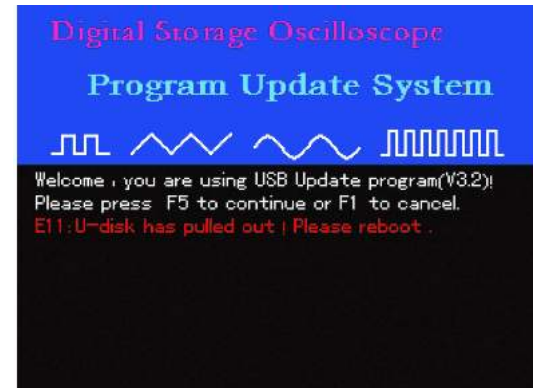 Digital Storage Oscilloscope
Program Update System
Welcome , you are using USB Update program(V3.2)!
Please press F5 to continue or F1 to cancel.
E11:U-disk has pulled out ! Please reboot .